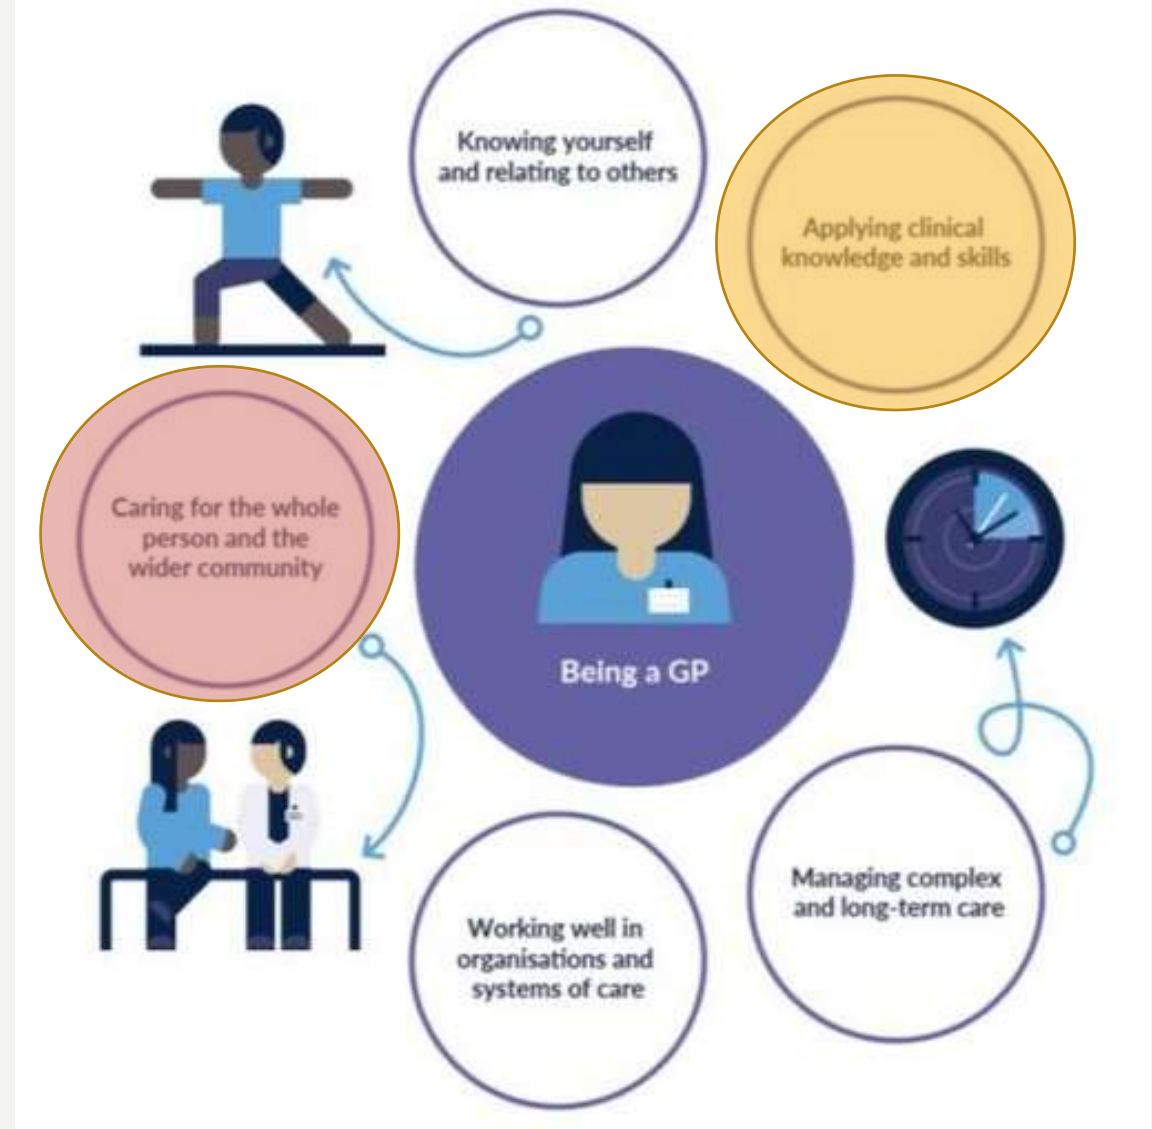 Knowing yourself
and relating to others
Applying clinical
knowledge and skills
Caring for the whole
person and the
wider community
Being a GP
Managing complex
and long-term care
Working well in
organisations and
systems of care